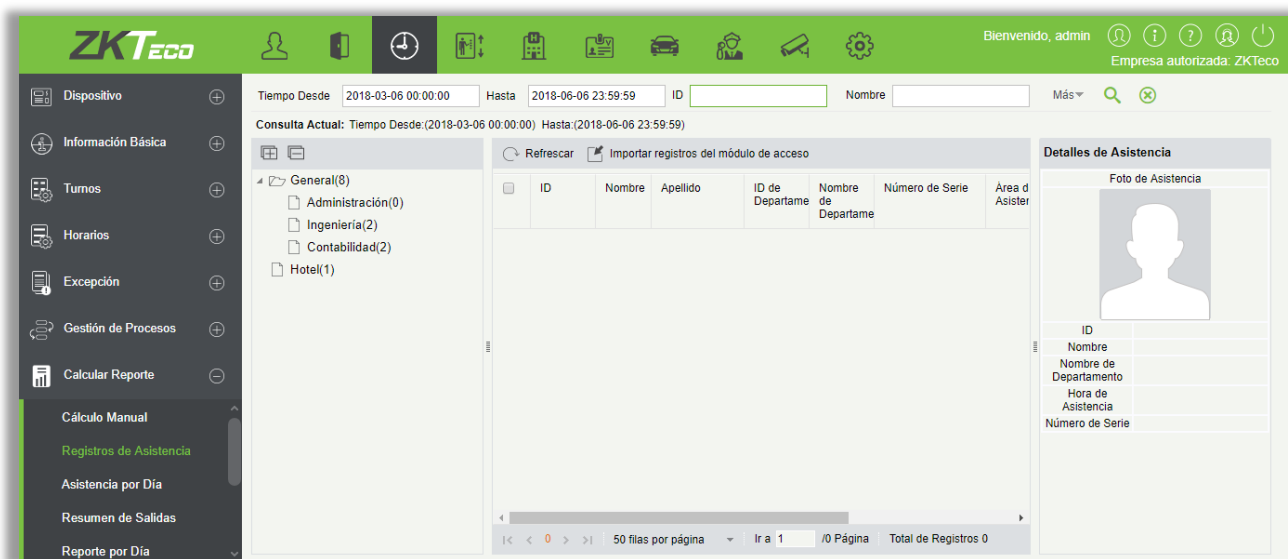 ZKTECO
Bienvenido, admin
Empresa autorizada: ZKTeco
Dispositivo
Información Básica
Turnos
Horarios
Excepción
Gestión de Procesos
Calcular Reporte
Cálculo Manual
Registros de Asistencia
Asistencia por Día
Resumen de Salidas
Reporte por Día
Tiempo Desde 2018-03-06 00:00:00 Hasta 2018-06-06 23:59:59 ID Nombre Más
Consulta Actual: Tiempo Desde:(2018-03-06 00:00:00) Hasta:(2018-06-06 23:59:59)
General(8)
Administración(0)
Ingeniería(2)
Contabilidad(2)
Hotel(1)
Refrescar Importar registros del módulo de acceso
ID Nombre Apellido ID de Nombre Número de Serie Área d
Departame de Asister
Departame
|< < 0 > >| 50 filas por página Ir a 1 /0 Página Total de Registros 0
Detalles de Asistencia
Foto de Asistencia
ID
Nombre
Nombre de
Departamento
Hora de
Asistencia
Número de Serie